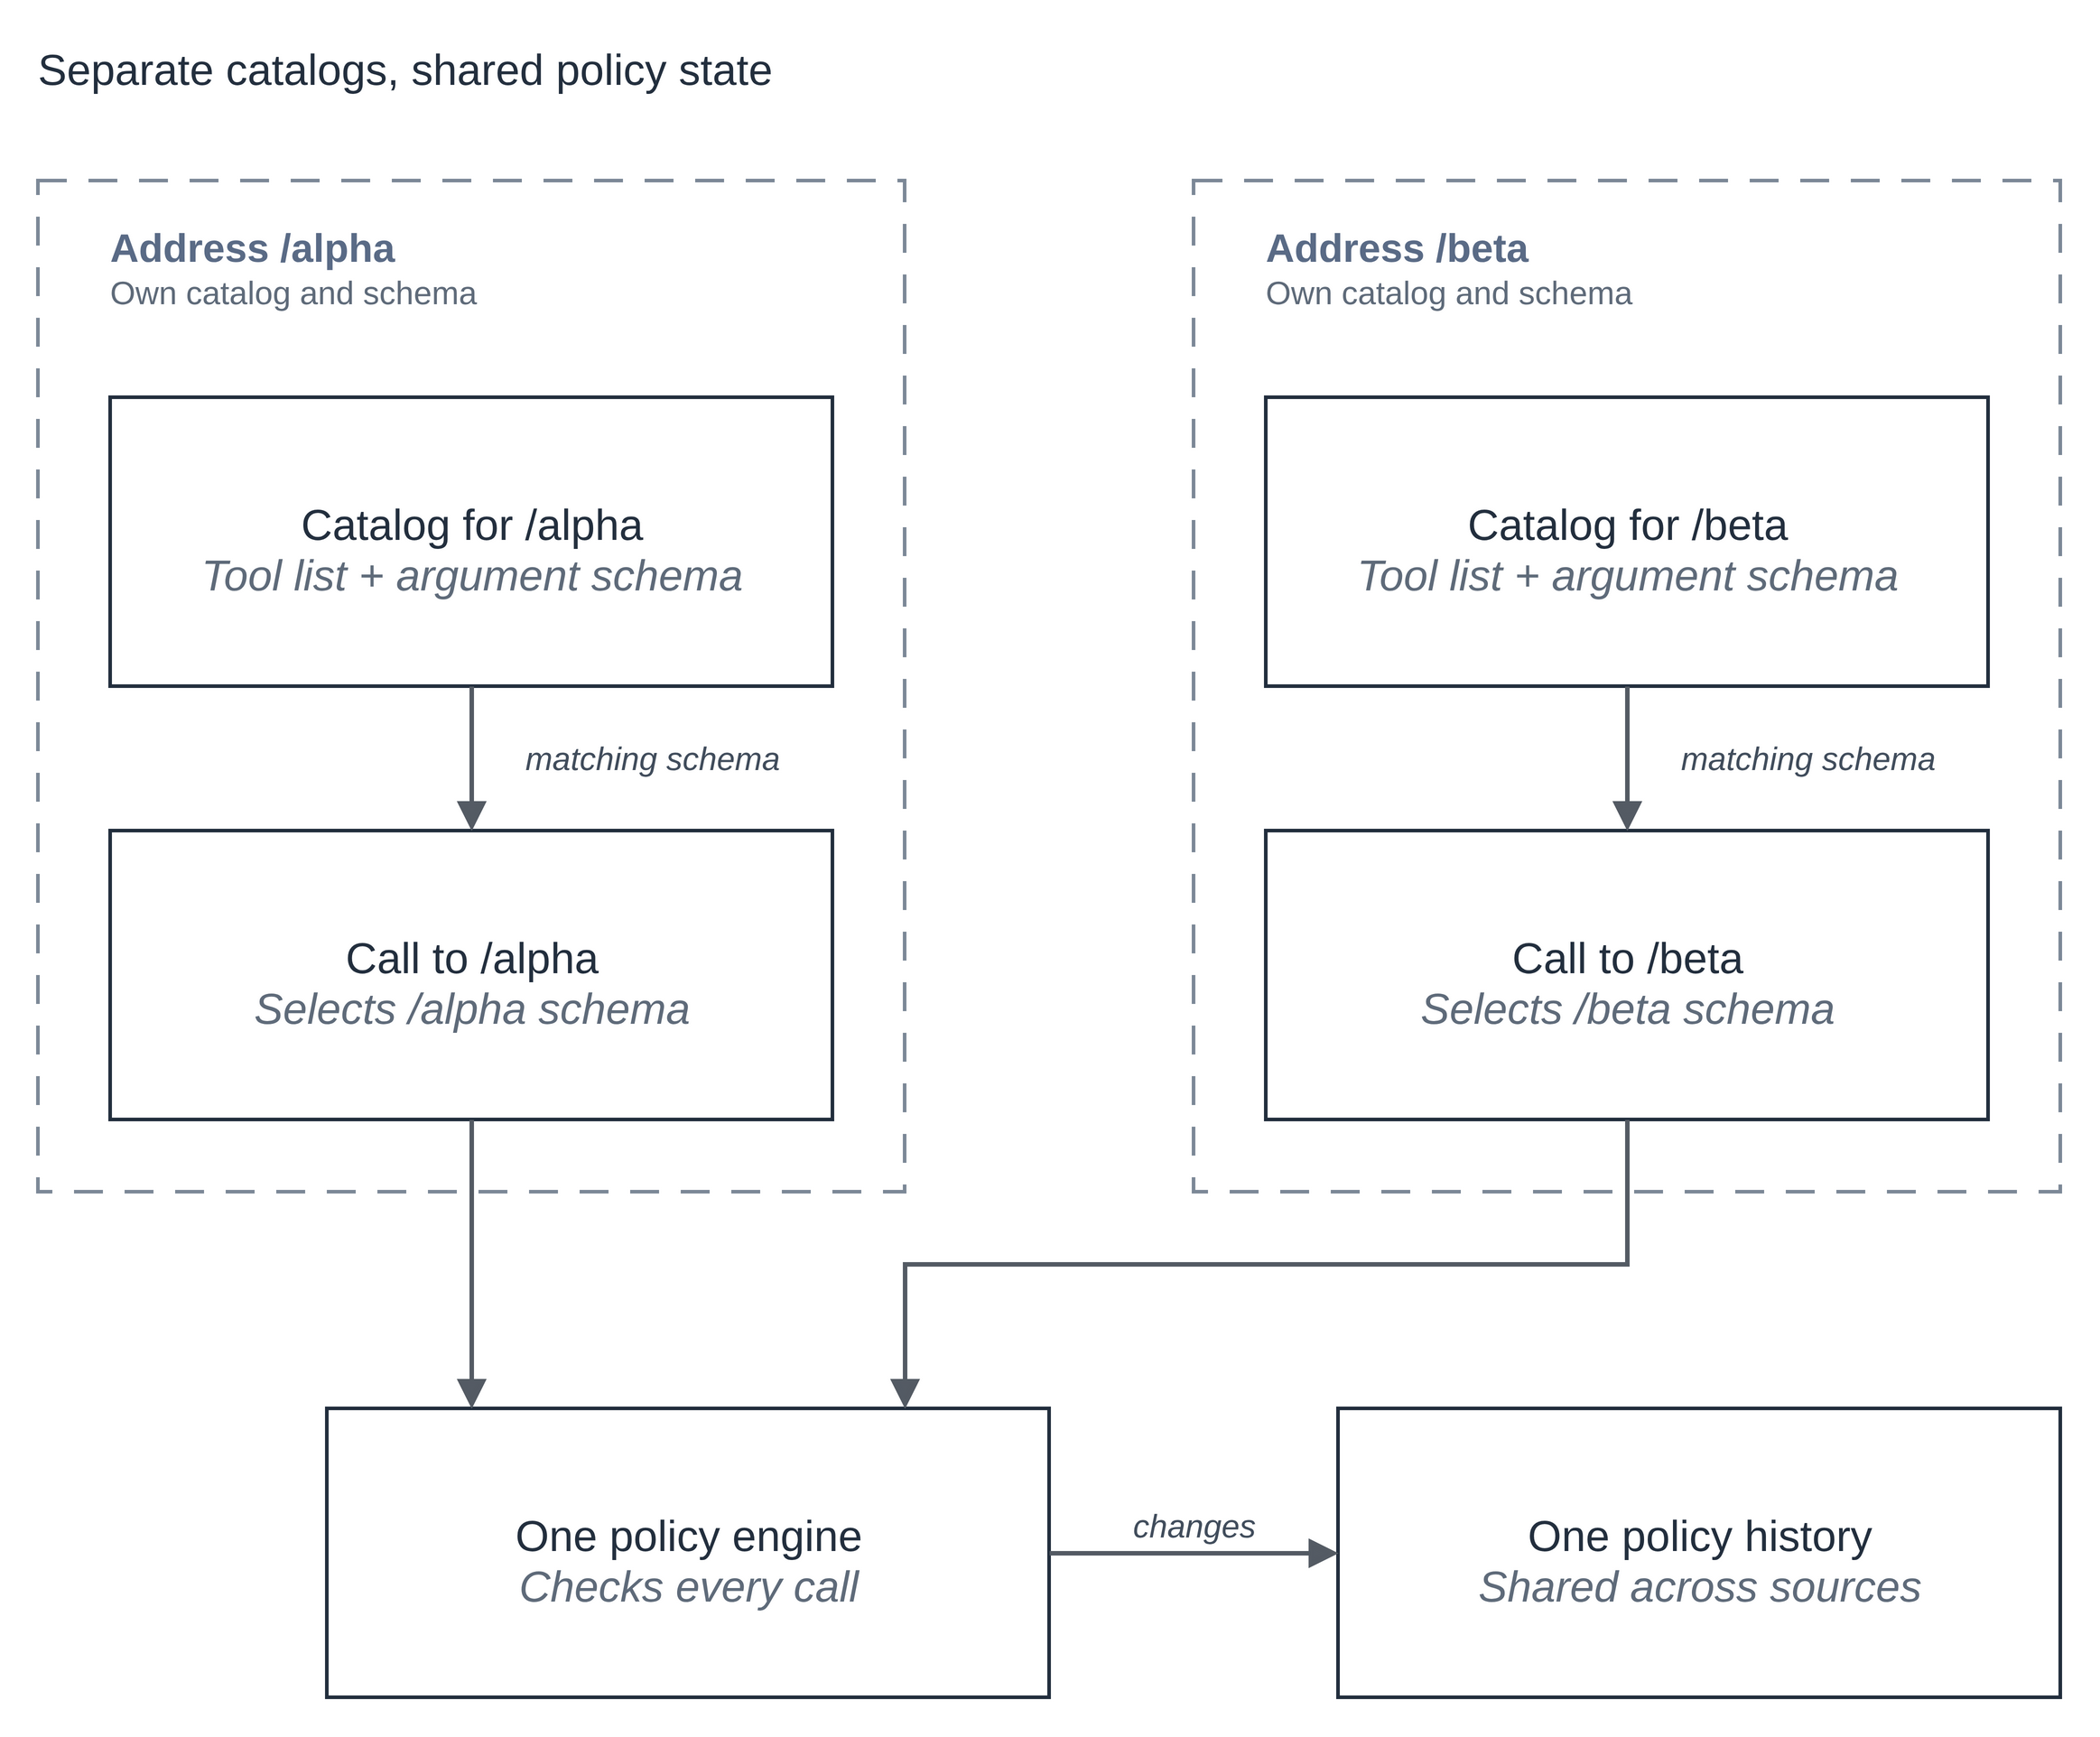 Separate catalogs, shared policy state
Address /alpha
Own catalog and schema
Catalog for /alpha
Tool list + argument schema
matching schema
Call to /alpha
Selects /alpha schema
Address /beta
Own catalog and schema
Catalog for /beta
Tool list + argument schema
matching schema
Call to /beta
Selects /beta schema
One policy engine
Checks every call
changes
One policy history
Shared across sources